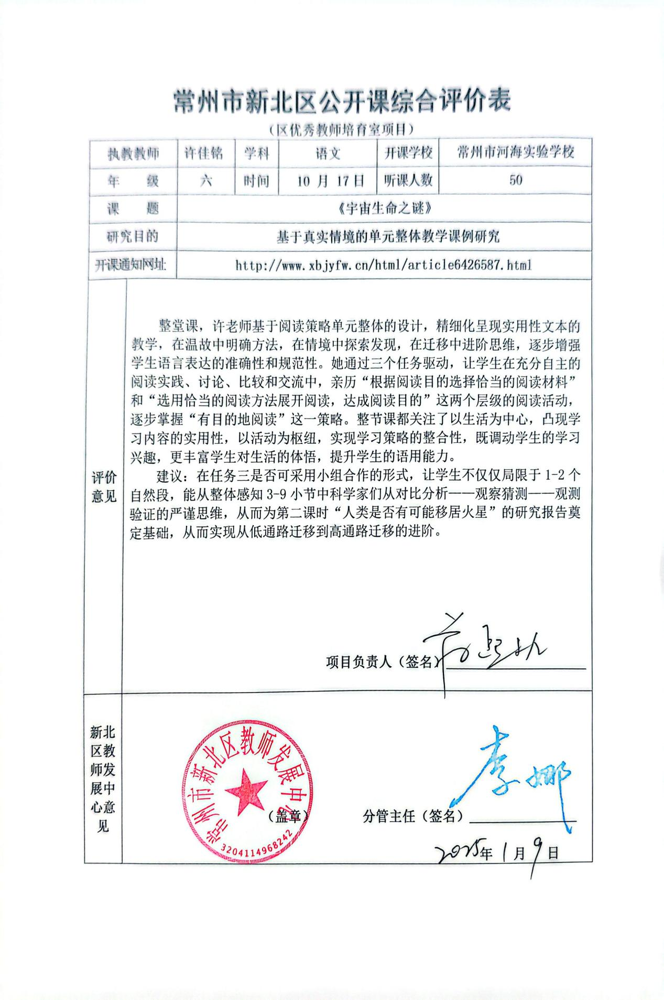 常州市新北区公开课综合评价表
（区优秀教师培育室项目）
执教教师 许佳铭 学科 语文 开课学校 常州市河海实验学校
年 级 六 时间 10 月 17日 听课人数 50
课 题 《宇宙生命之谜》
研究目的 基于真实情境的单元整体教学课例研究
开课通知网址 http://www.xbjyfw.cn/html/article6426587.html
整堂课，许老师基于阅读策略单元整体的设计，精细化呈现实用性文本的
教学，在温故中明确方法，在情境中探索发现，在迁移中进阶思维，逐步增强
学生语言表达的准确性和规范性。她通过三个任务驱动，让学生在充分自主的
阅读实践、讨论、比较和交流中，亲历“根据阅读目的选择恰当的阅读材料”
和“选用恰当的阅读方法展开阅读，达成阅读目的”这两个层级的阅读活动，
逐步掌握“有目的地阅读”这一策略。整节课都关注了以生活为中心，凸现学
习内容的实用性，以活动为枢纽，实现学习策略的整合性，既调动学生的学习
兴趣，更丰富学生对生活的体悟，提升学生的语用能力。
评价
意见
建议：在任务三是否可采用小组合作的形式，让学生不仅仅局限于 1-2 个
自然段，能从整体感知 3-9 小节中科学家们从对比分析——观察猜测——观测
验证的严谨思维，从而为第二课时“人类是否有可能移居火星”的研究报告奠
定基础，从而实现从低通路迁移到高通路迁移的进阶。
项目负责人（签名）
新北
区教
师发
展中
心意
见
常州市新北区教师发展中心
3204114968242
（盖章）
分管主任（签名） 李娜
2025年 1月 9日